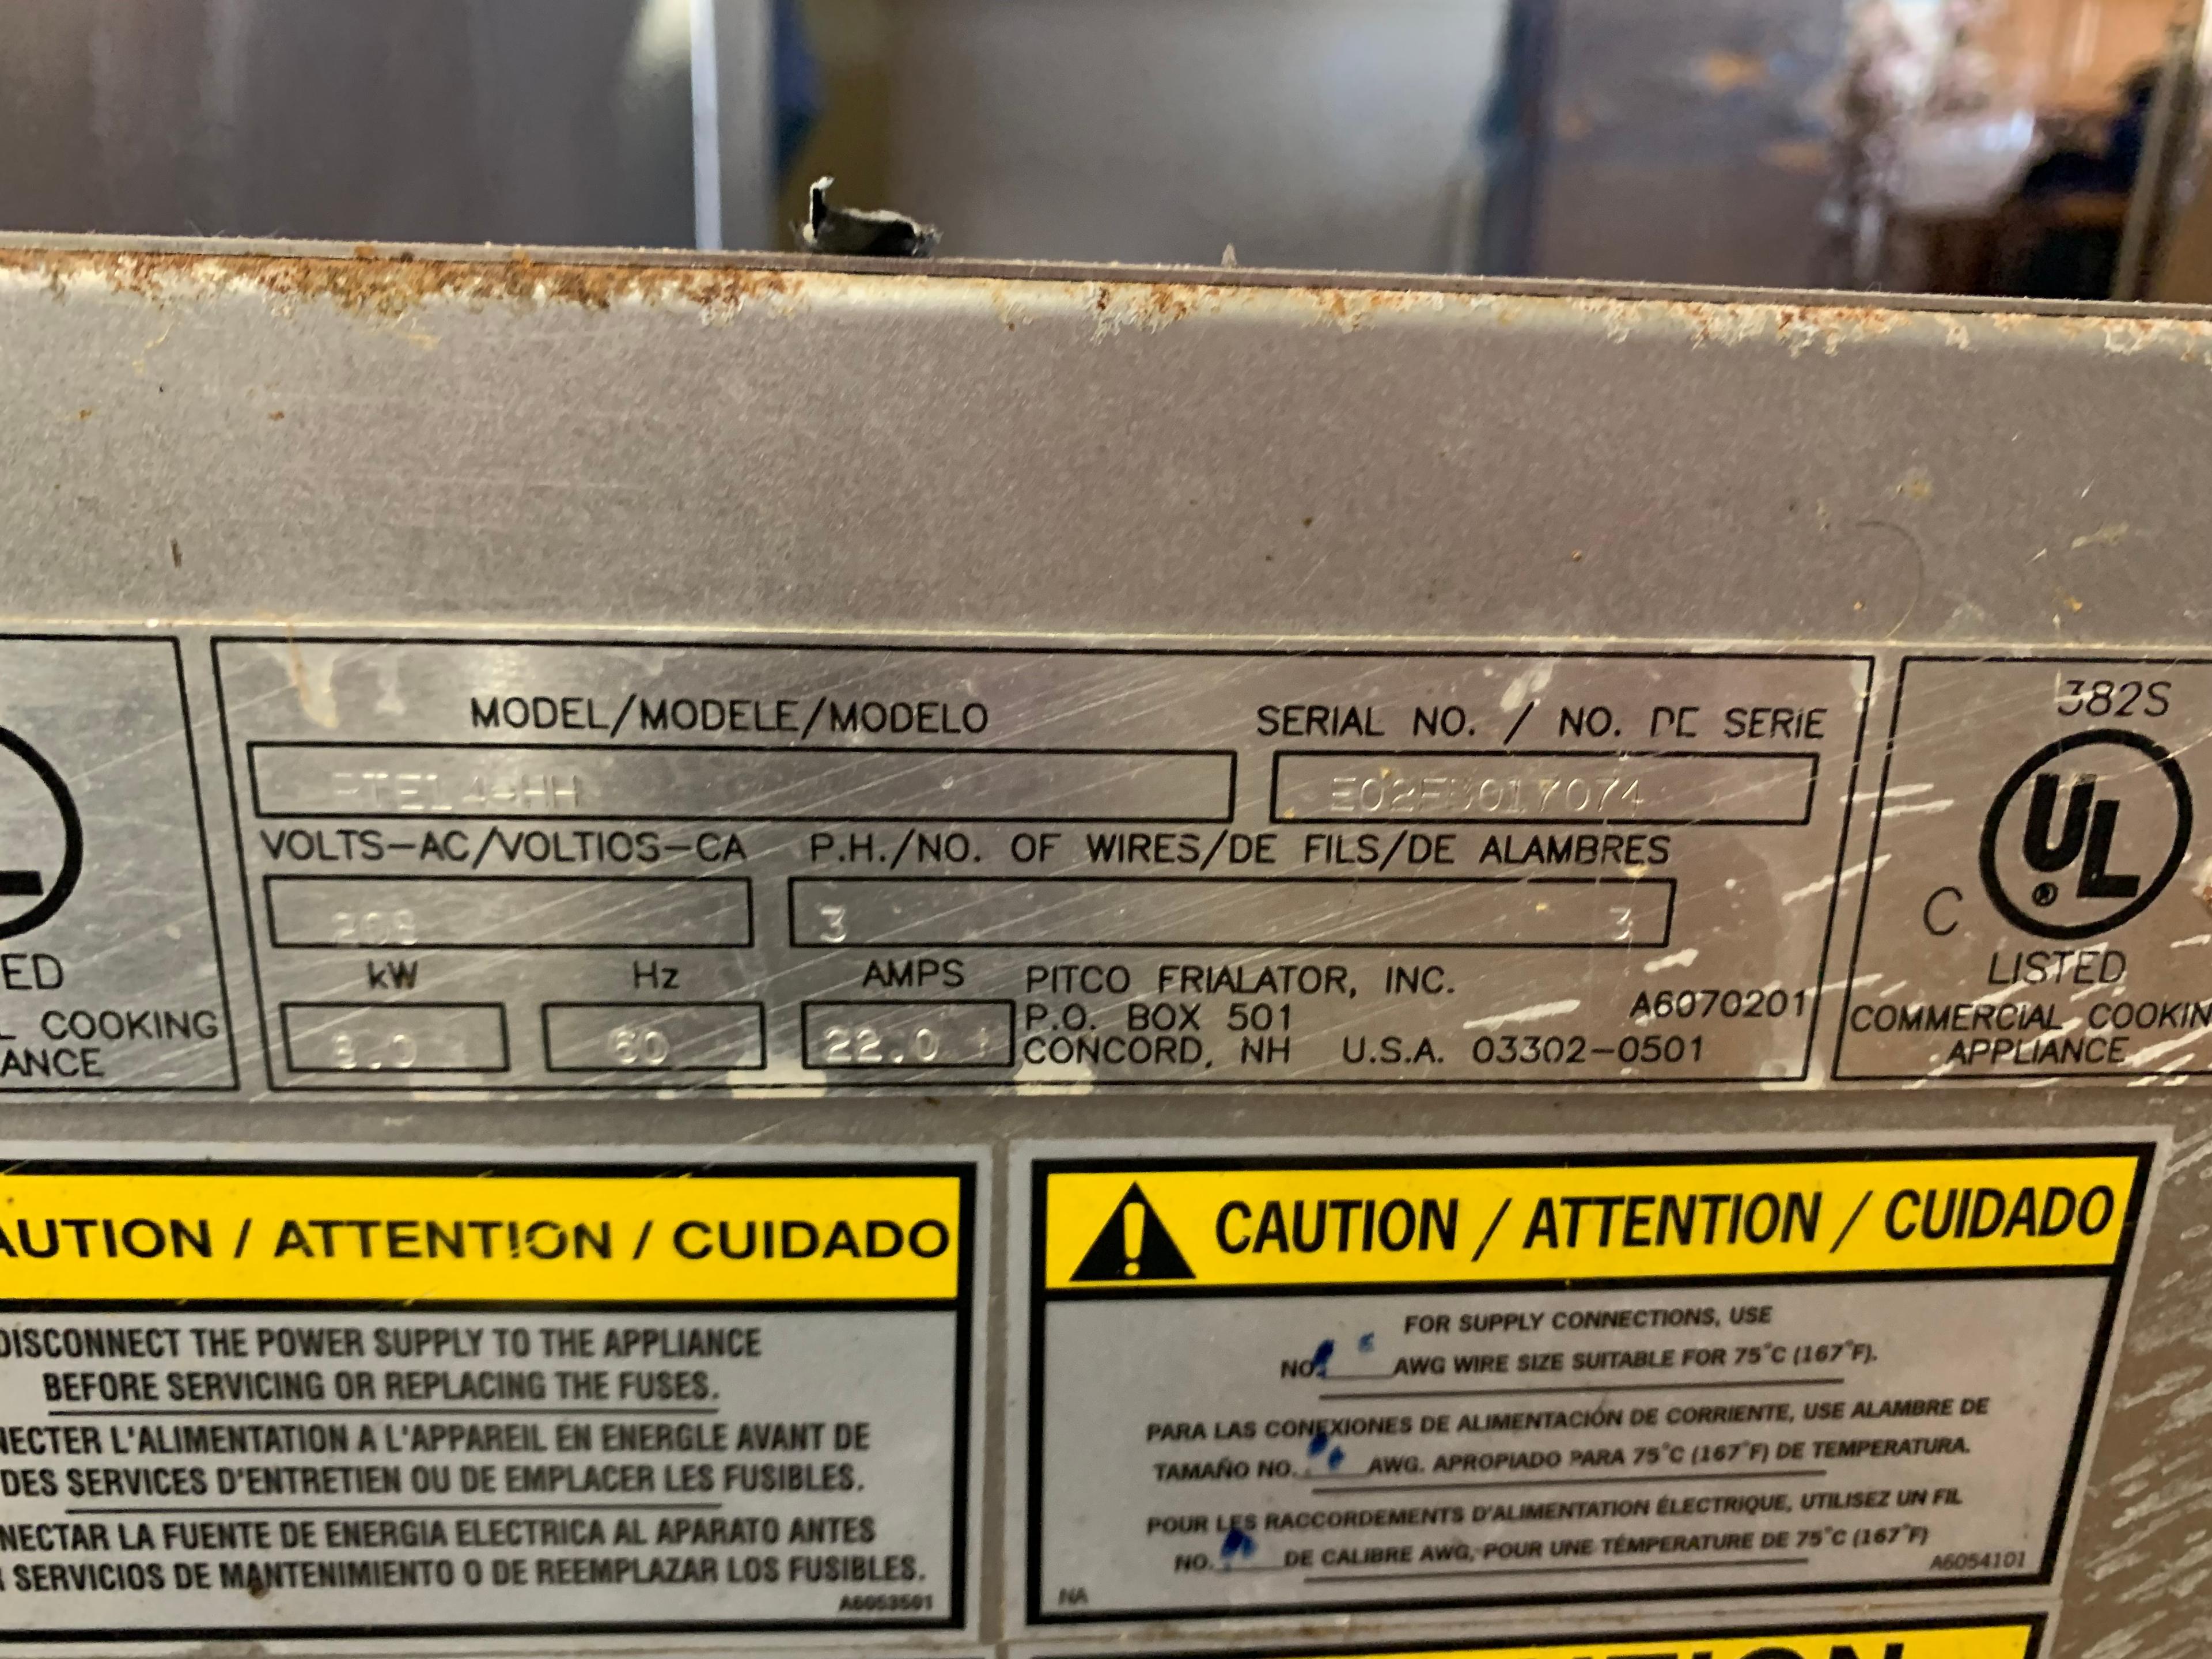 MODEL/MODELE/MODELO
SERIAL NO. / NO. DE SERIE
382S
UL
®
C
LISTED
COMMERCIAL COOKIN
APPLIANCE
ED
L COOKING
ANCE
VOLTS-AC/VOLTIOS-CA
P.H./NO. OF WIRES/DE FILS/DE ALAMBRES
208
3 3
kW
Hz
AMPS
60
22.0
PITCO FRIALATOR, INC.
P.O. BOX 501
CONCORD, NH U.S.A. 03302-0501
A6070201
AUTION / ATTENTION / CUIDADO
DISCONNECT THE POWER SUPPLY TO THE APPLIANCE
BEFORE SERVICING OR REPLACING THE FUSES.
NECTER L'ALIMENTATION A L'APPAREIL EN ENERGLE AVANT DE
DES SERVICES D'ENTRETIEN OU DE EMPLACER LES FUSIBLES.
NECTAR LA FUENTE DE ENERGIA ELECTRICA AL APARATO ANTES
SERVICIOS DE MANTENIMIENTO O DE REEMPLAZAR LOS FUSIBLES.
A6053501
CAUTION / ATTENTION / CUIDADO
FOR SUPPLY CONNECTIONS, USE
NO. AWG WIRE SIZE SUITABLE FOR 75°C (167°F).
PARA LAS CONEXIONES DE ALIMENTACIÓN DE CORRIENTE, USE ALAMBRE DE
TAMAÑO NO. AWG. APROPIADO PARA 75°C (167°F) DE TEMPERATURA.
POUR LES RACCORDEMENTS D'ALIMENTATION ÉLECTRIQUE, UTILISEZ UN FIL
NO. DE CALIBRE AWG, POUR UNE TÉMPERATURE DE 75°C (167°F)
NA
A6054101